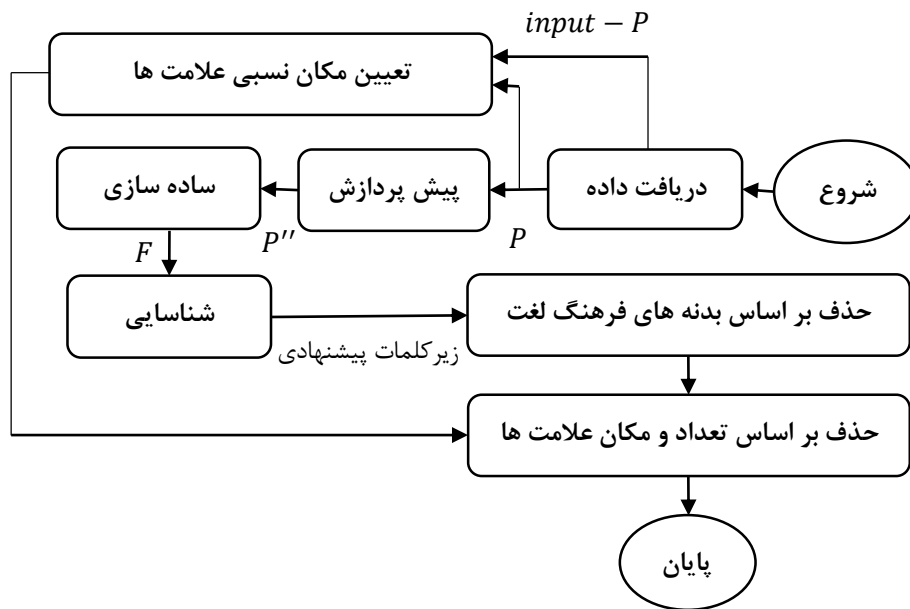 input − P
تعیین مکان نسبی علامت ها
شروع
دریافت داده
پیش پردازش
ساده سازی
P
P''
F
شناسایی
حذف بر اساس بدنه های فرهنگ لغت
زیرکلمات پیشنهادی
حذف بر اساس تعداد و مکان علامت ها
پایان